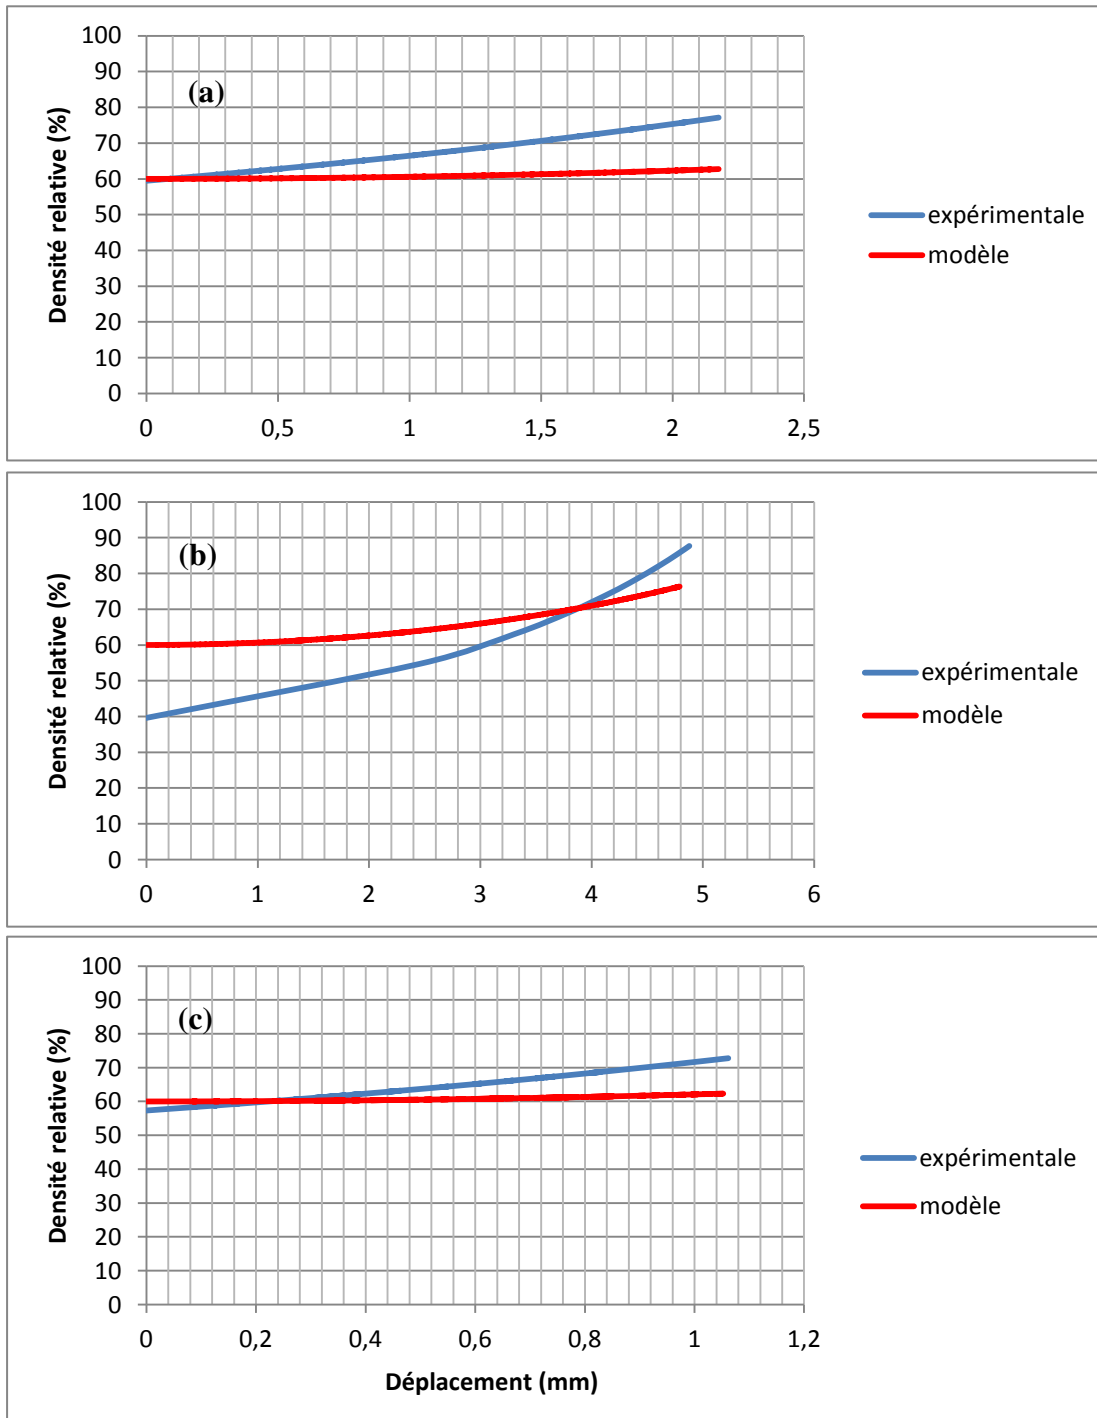 (a)
Densité relative (%)
100
90
80
70
60
50
40
30
20
10
0
0 0,5 1 1,5 2 2,5
expérimentale
modèle
(b)
Densité relative (%)
100
90
80
70
60
50
40
30
20
10
0
0 1 2 3 4 5 6
expérimentale
modèle
(c)
Densité relative (%)
100
90
80
70
60
50
40
30
20
10
0
0 0,2 0,4 0,6 0,8 1 1,2
Déplacement (mm)
expérimentale
modèle